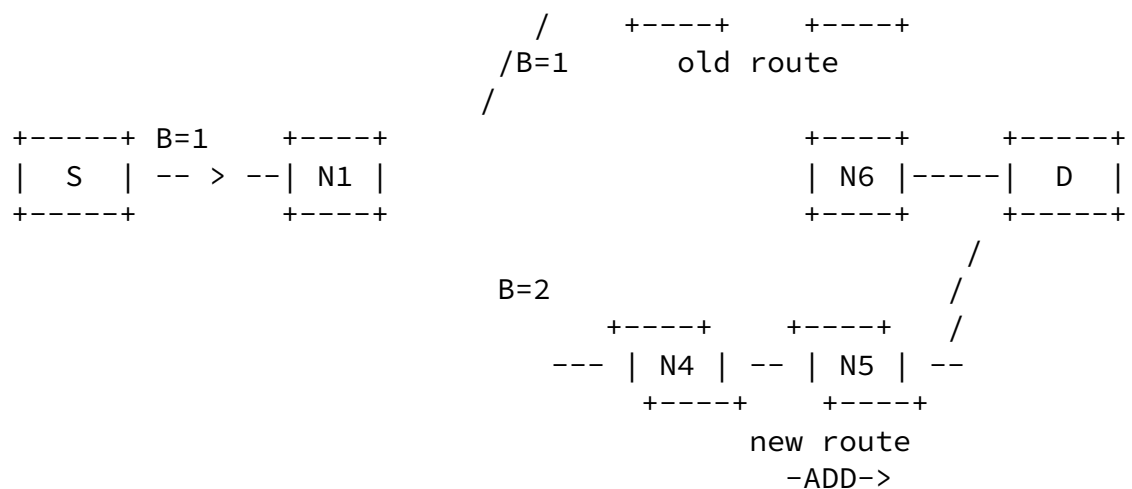 / +----+ +----+
/B=1 old route
/
+-----+ B=1 +----+ +----+ +-----+
| S | -- > --| N1 | | N6 |-----| D |
+-----+ +----+ +----+ +-----+
/
B=2 /
+----+ +----+ /
--- | N4 | -- | N5 | --
+----+ +----+
new route
-ADD->